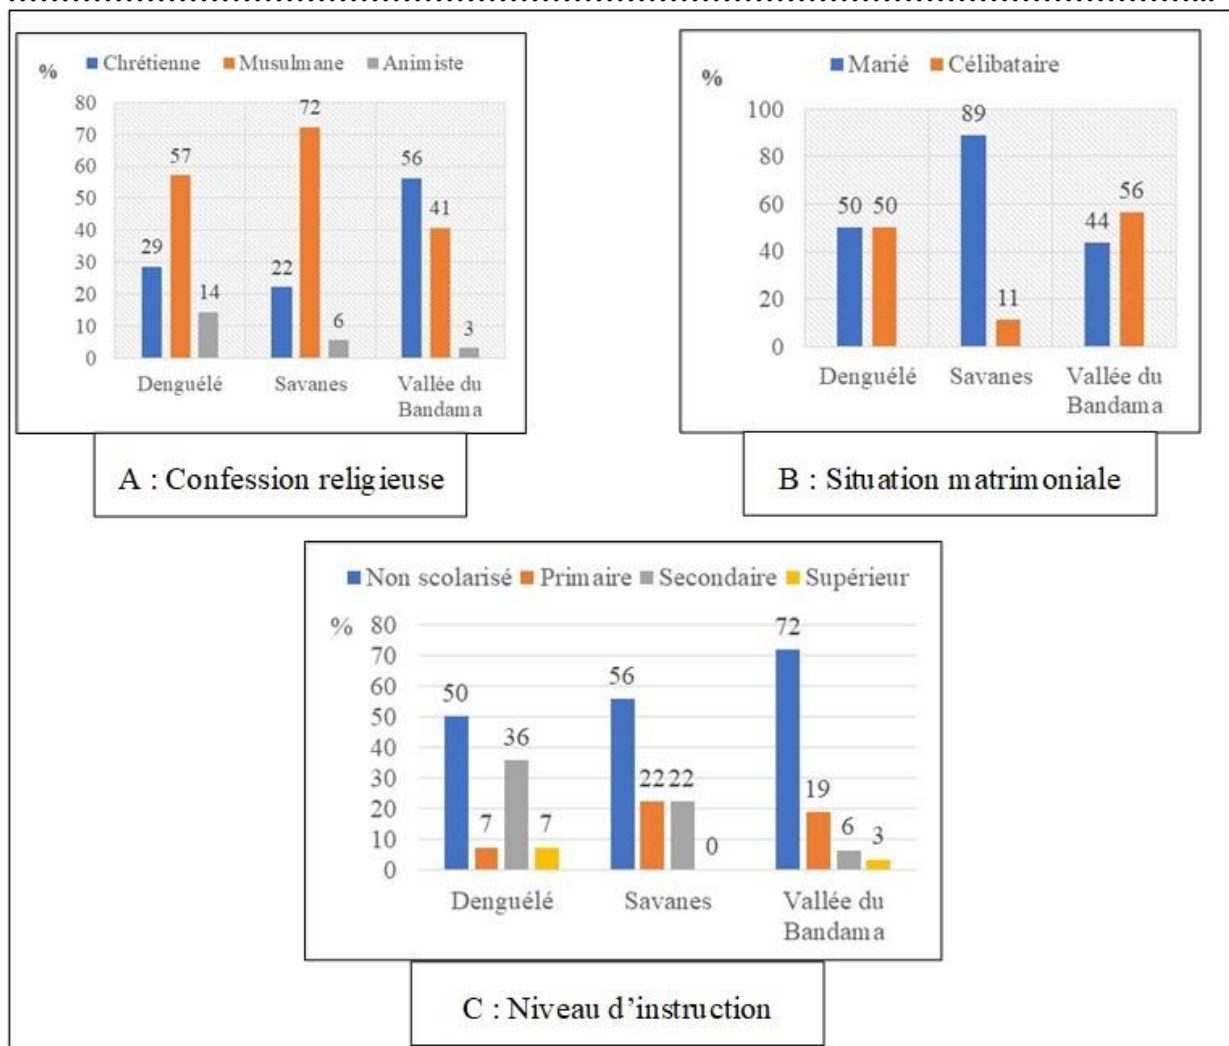 % Chrétienne Musulmane Animiste
80
70
60
50
40
30
20
10
0
29 57 14
22 72 6
56 41 3
Denguélé Savanes Vallée du
Bandama
A : Confession religieuse
% Marié Célibataire
100
80
60
40
20
0
50 50
89 11
44 56
Denguélé Savanes Vallée du
Bandama
B : Situation matrimoniale
Non scolarisé Primaire Secondaire Supérieur
%
80
70
60
50
40
30
20
10
0
50 7 36 7
56 22 22 0
72 19 6 3
Denguélé Savanes Vallée du
Bandama
C : Niveau d’instruction